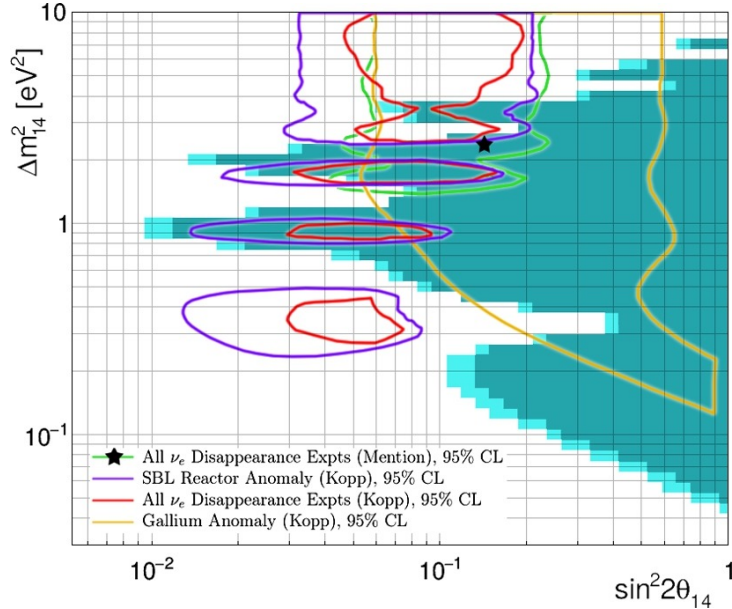 10
Δm²₁₄ [eV²]
1
10⁻¹
All νₑ Disappearance Expts (Mention), 95% CL
SBL Reactor Anomaly (Kopp), 95% CL
All νₑ Disappearance Expts (Kopp), 95% CL
Gallium Anomaly (Kopp), 95% CL
10⁻² 10⁻¹ 1
sin²2θ₁₄